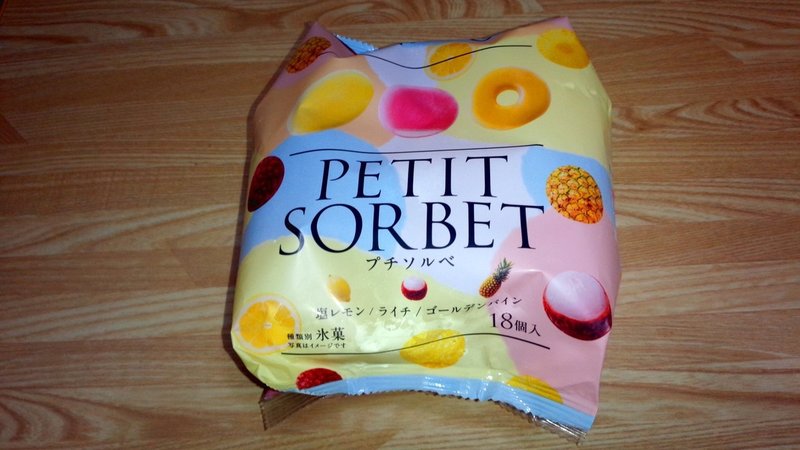 PETIT
SORBET
プチソルベ
塩レモン/ライチ/ゴールデンパイン
18個入
種類別 氷菓
写真はイメージです